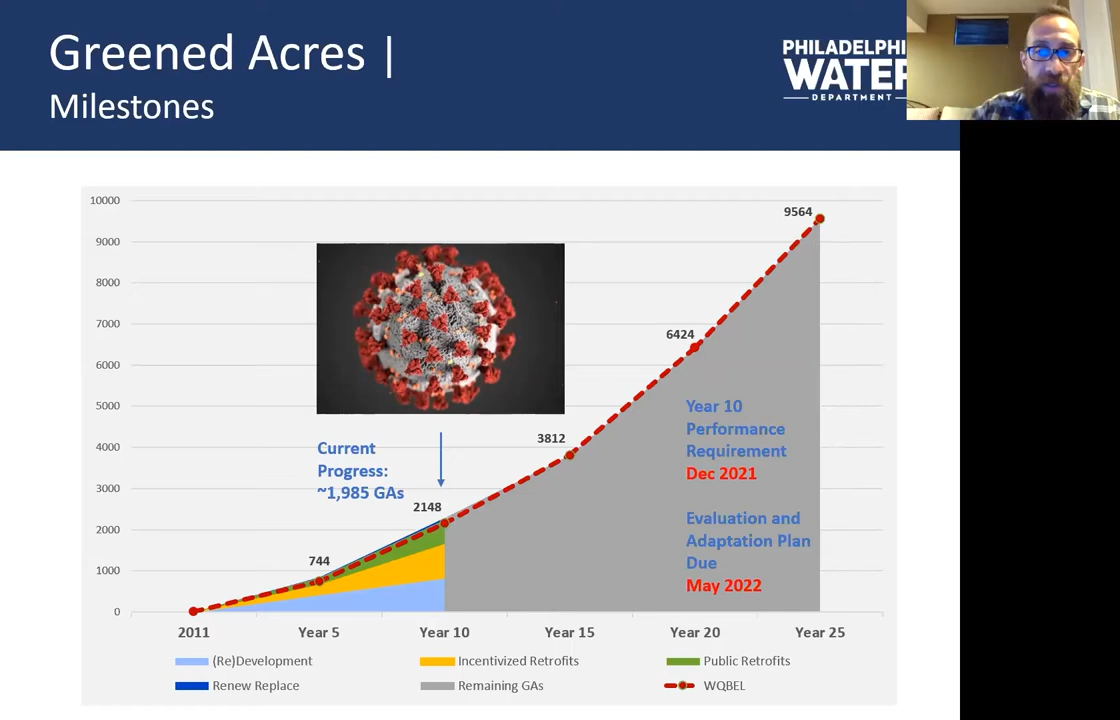 Greened Acres |
Milestones
PHILADELPHI
WATER
DEPARTMENT
10000
9000
8000
7000
6000
5000
4000
3000
2000
1000
0
9564
6424
3812
2148
744
Current
Progress:
~1,985 GAs
Year 10
Performance
Requirement
Dec 2021
Evaluation and
Adaptation Plan
Due
May 2022
2011 Year 5 Year 10 Year 15 Year 20 Year 25
(Re)Development Incentivized Retrofits Public Retrofits
Renew Replace Remaining GAs WQBEL